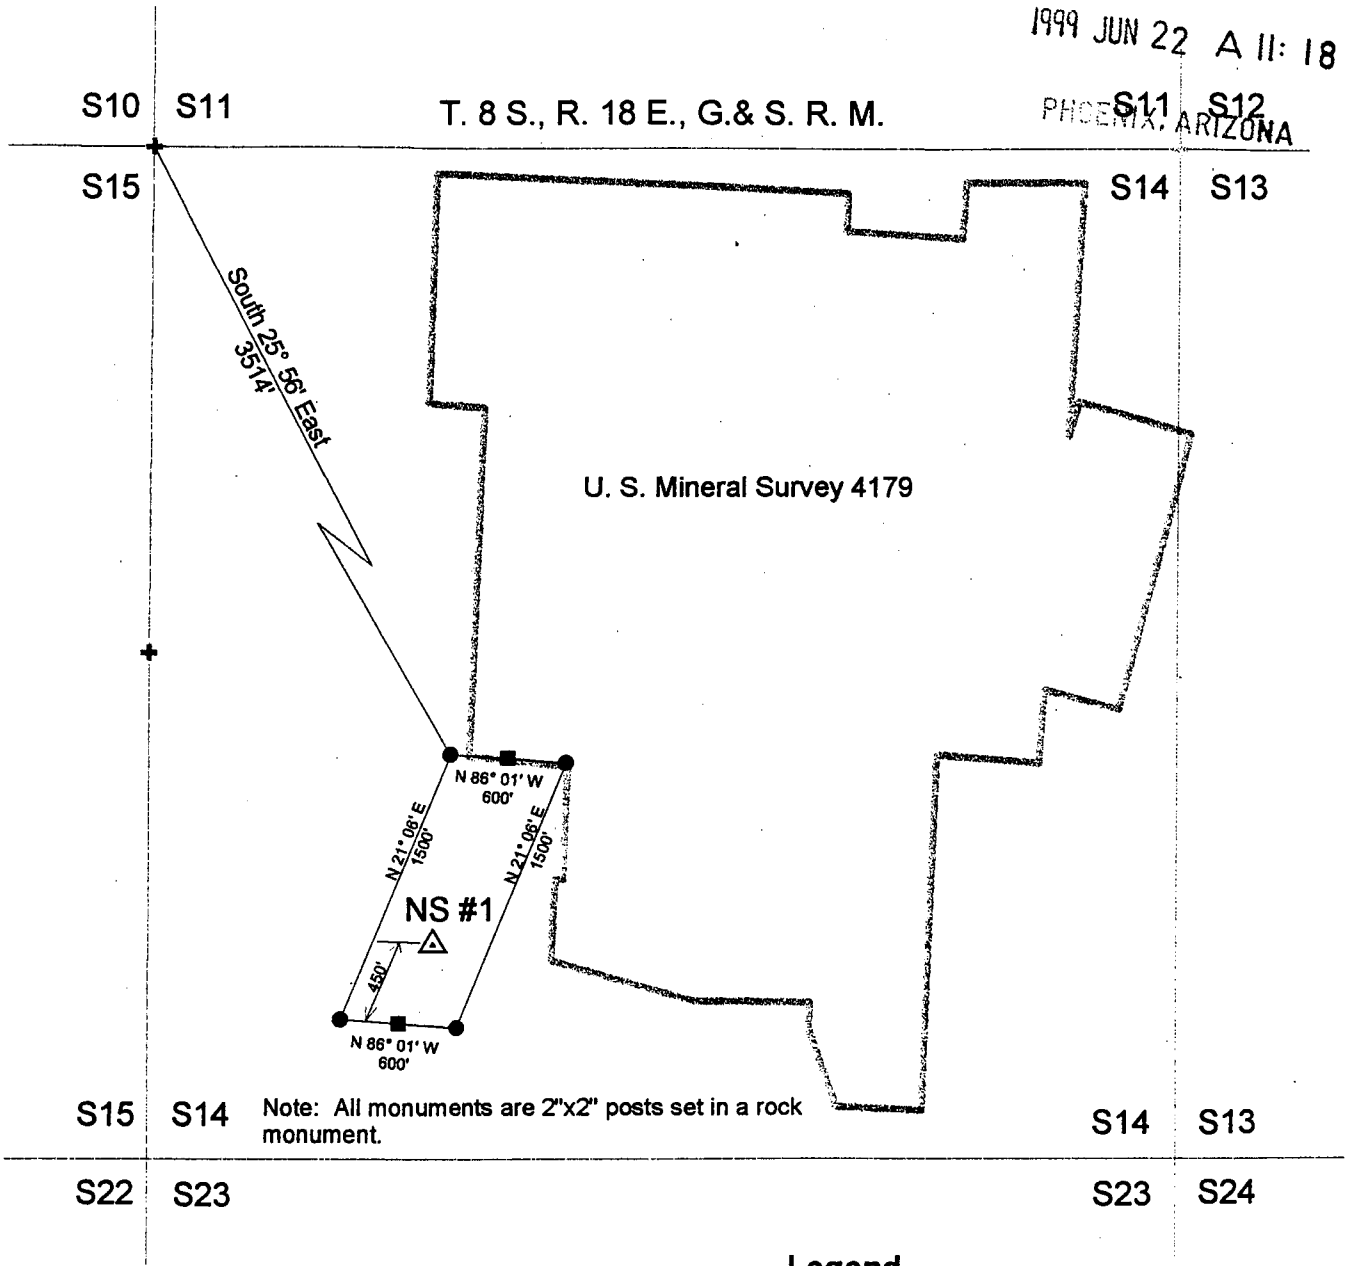 1999 JUN 22 A 11: 18
PHOENIX, ARIZONA
S10 S11
T. 8 S., R. 18 E., G.& S. R. M.
S11 S12
S15
S14 S13
South 25° 56' East
3514'
U. S. Mineral Survey 4179
N 86° 01' W
600'
N 21° 06' E
1500'
N 21° 06' E
1500'
NS #1
450'
N 86° 01' W
600'
S15 S14
Note: All monuments are 2"x2" posts set in a rock
monument.
S14 S13
S22 S23
S23 S24
Legend